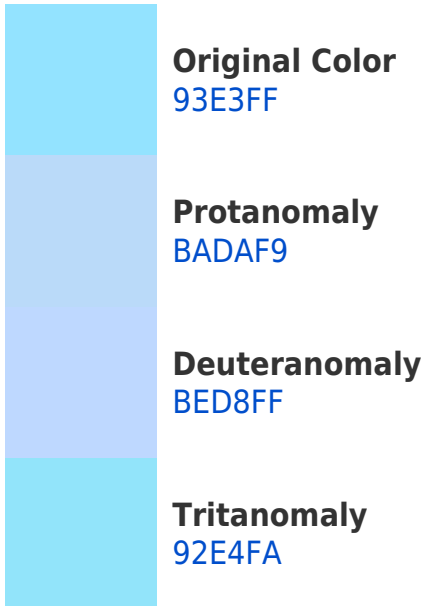 Original Color
93E3FF
Protanomaly
BADAF9
Deuteranomaly
BED8FF
Tritanomaly
92E4FA